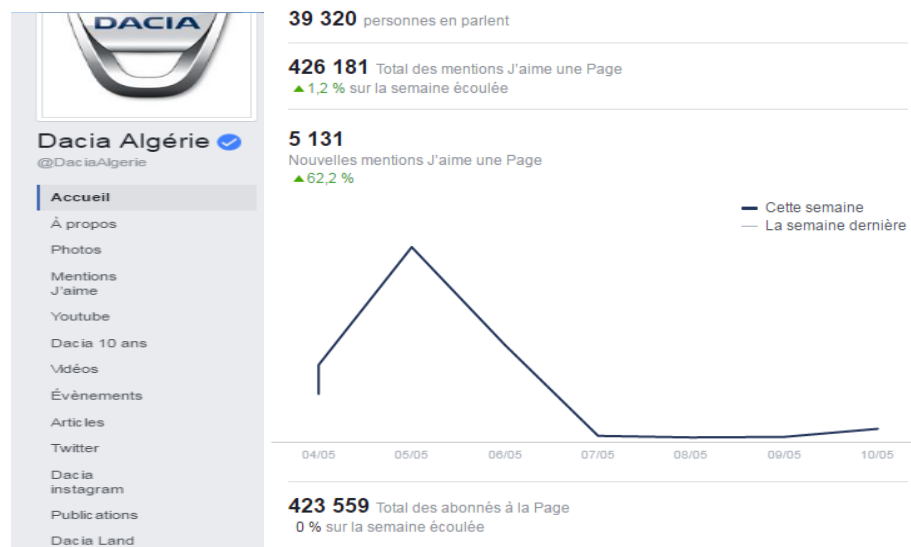 DACIA
Dacia Algérie
@DaciaAlgerie
Accueil
À propos
Photos
Mentions
J'aime
Youtube
Dacia 10 ans
Vidéos
Évènements
Articles
Twitter
Dacia
instagram
Publications
Dacia Land
39 320 personnes en parlent
426 181 Total des mentions J'aime une Page
1,2 % sur la semaine écoulée
5 131
Nouvelles mentions J'aime une Page
62,2 %
Cette semaine
La semaine dernière
04/05 05/05 06/05 07/05 08/05 09/05 10/05
423 559 Total des abonnés à la Page
0 % sur la semaine écoulée